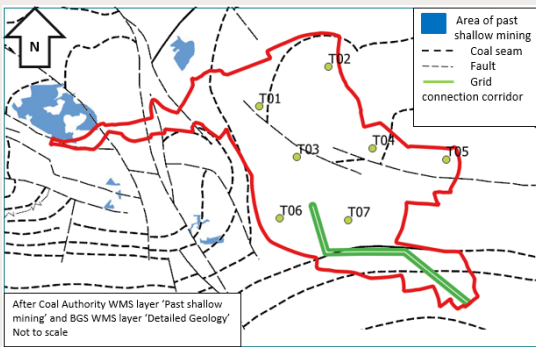 N
Area of past
shallow mining
Coal seam
Fault
Grid
connection corridor
T02
T01
T04
T03
T05
T06
T07
After Coal Authority WMS layer ‘Past shallow
mining’ and BGS WMS layer ‘Detailed Geology’
Not to scale